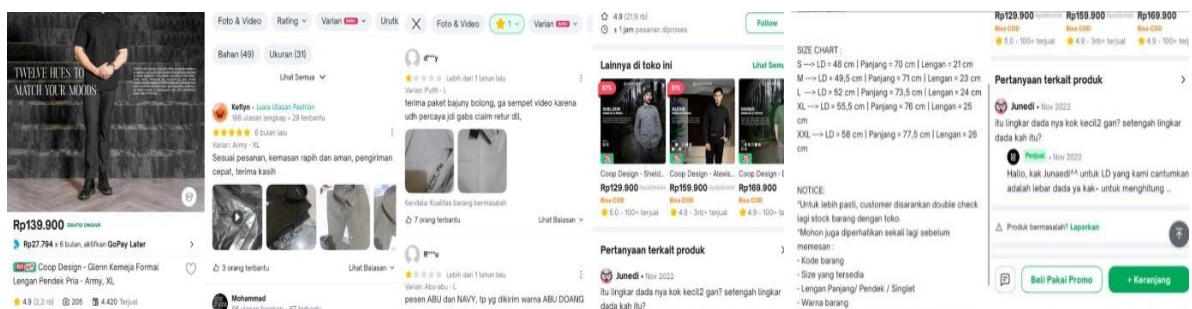 TWELVE HUES TO
MATCH YOUR MOODS
Rp139.900 GRATIS ONGKIR
Rp27.794 x 6 bulan, aktifkan GoPay Later
Coop Design - Glenn Kemeja Formal
Lengan Pendek Pria - Army, XL
4.9 (2,2 rb) 205 4.420 Terjual
Foto & Video Rating Varian BARU Urutk
Bahan (49) Ukuran (31)
Lihat Semua
Keflyn • Juara Ulasan Fashion
166 ulasan lengkap • 29 terbantu
6 bulan lalu
Varian: Army - XL
Sesuai pesanan, kemasan rapih dan aman, pengiriman
cepat, terima kasih
3 orang terbantu Lihat Balasan
Mohammad
Foto & Video 1 Varian BARU
d***y
Lebih dari 1 tahun lalu
Varian: Putih - L
terima paket bajuny bolong, ga sempet video karena
udh percaya jdi gabs claim retur dll,
Kendala: Kualitas barang bermasalah
7 orang terbantu Lihat Balasan
R***u
Lebih dari 1 tahun lalu
Varian: Abu-abu - L
pesen ABU dan NAVY, tp yg dikirim warna ABU DOANG
4.9 (21,9 rb)
± 1 jam pesanan diproses
Follow
Lainnya di toko ini Lihat Semu
Coop Design - Sheld... Coop Design - Alexis... Coop Design - D
Rp129.900 Rp159.900 Rp169.900
Bisa COD Bisa COD Bisa COD
5.0 • 100+ terjual 4.9 • 3rb+ terjual 4.9 • 100+ te
Pertanyaan terkait produk
Junedi • Nov 2022
itu lingkar dada nya kok kecil2 gan? setengah lingkar
dada kah itu?
SIZE CHART :
S ---> LD = 48 cm | Panjang = 70 cm | Lengan = 21
cm
M ---> LD = 49,5 cm | Panjang = 71 cm | Lengan = 23 cm
L ---> LD = 52 cm | Panjang = 73,5 cm | Lengan = 24 cm
XL ---> LD = 55,5 cm | Panjang = 76 cm | Lengan = 25
cm
XXL ---> LD = 58 cm | Panjang = 77,5 cm | Lengan = 26
cm
NOTICE:
*Untuk lebih pasti, customer disarankan double check
lagi stock barang dengan toko.
*Mohon juga diperhatikan sekali lagi sebelum
memesan :
- Kode barang
- Size yang tersedia
- Lengan Panjang/ Pendek / Singlet
- Warna barang
Rp129.900 Rp159.900 Rp169.900
Bisa COD Bisa COD Bisa COD
5.0 • 100+ terjual 4.9 • 3rb+ terjual 4.9 • 100+ terj
Pertanyaan terkait produk
Junedi • Nov 2022
itu lingkar dada nya kok kecil2 gan? setengah lingkar
dada kah itu?
Penjual • Nov 2022
Hallo, kak Junaedi^^ untuk LD yang kami cantumkan
adalah lebar dada ya kak- untuk menghitung ...
Produk bermasalah? Laporkan
Beli Pakai Promo + Keranjang